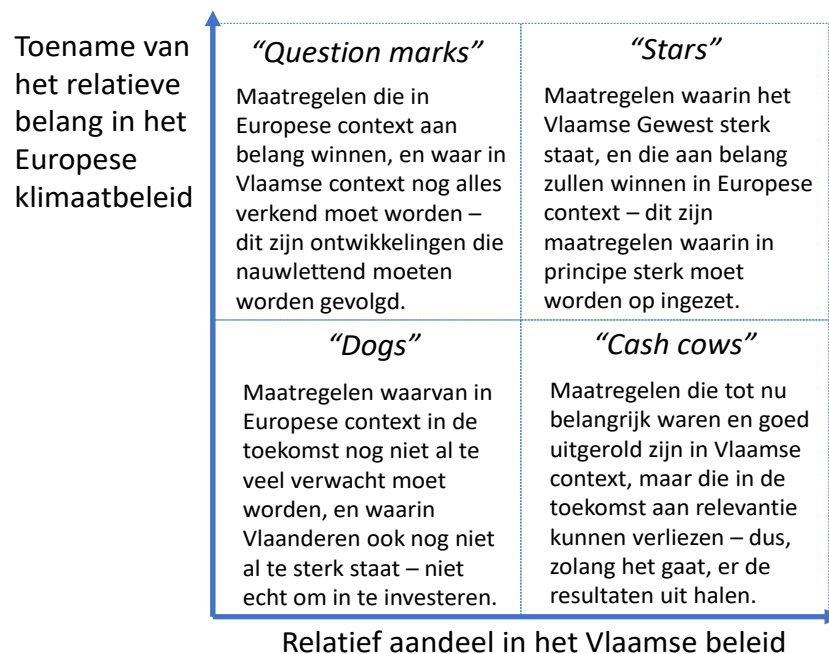 Toename van
het relatieve
belang in het
Europese
klimaatbeleid
“Question marks”
Maatregelen die in
Europese context aan
belang winnen, en waar in
Vlaamse context nog alles
verkend moet worden –
dit zijn ontwikkelingen die
nauwlettend moeten
worden gevolgd.
“Stars”
Maatregelen waarin het
Vlaamse Gewest sterk
staat, en die aan belang
zullen winnen in Europese
context – dit zijn
maatregelen waarin in
principe sterk moet
worden op ingezet.
“Dogs”
Maatregelen waarvan in
Europese context in de
toekomst nog niet al te
veel verwacht moet
worden, en waarin
Vlaanderen ook nog niet
al te sterk staat – niet
echt om in te investeren.
“Cash cows”
Maatregelen die tot nu
belangrijk waren en goed
uitgerold zijn in Vlaamse
context, maar die in de
toekomst aan relevantie
kunnen verliezen – dus,
zolang het gaat, er de
resultaten uit halen.
Relatief aandeel in het Vlaamse beleid